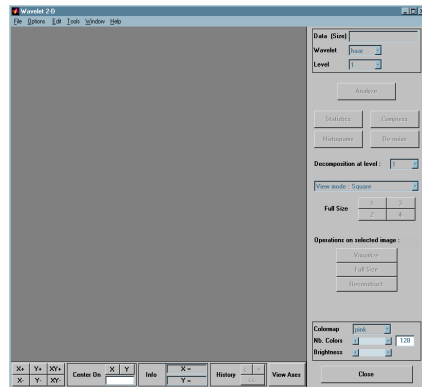 Wavelet 2-D
File Options Edit Tools Window Help
Data (Size)
Wavelet haar
Level 1
Analyze
Statistics Compress
Histograms De-noise
Decomposition at level : 1
View mode : Square
Full Size 1 3
2 4
Operations on selected image :
Visualize
Full Size
Reconstruct
Colormap pink
Nb. Colors 128
Brightness
Close
X+ Y+ XY+
X- Y- XY-
Center On X Y
Info X =
Y =
History
View Axes